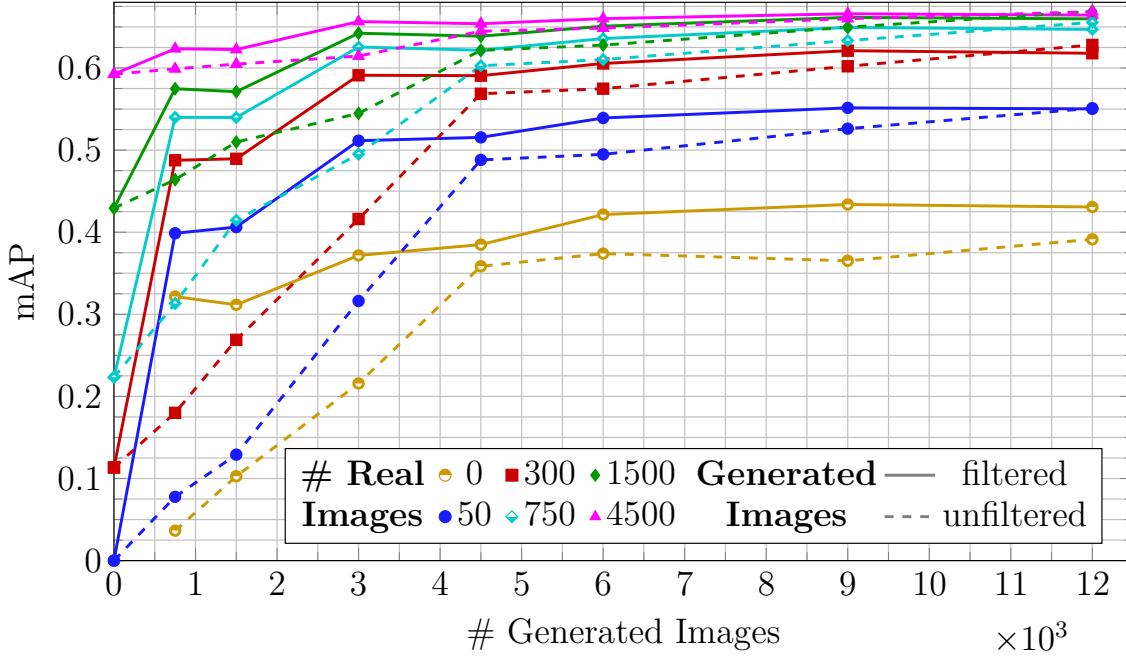 mAP
0.6
0.5
0.4
0.3
0.2
0.1
0
# Real 0 300 1500 Generated filtered
Images 50 750 4500 Images unfiltered
0 1 2 3 4 5 6 7 8 9 10 11 12
# Generated Images ×10³